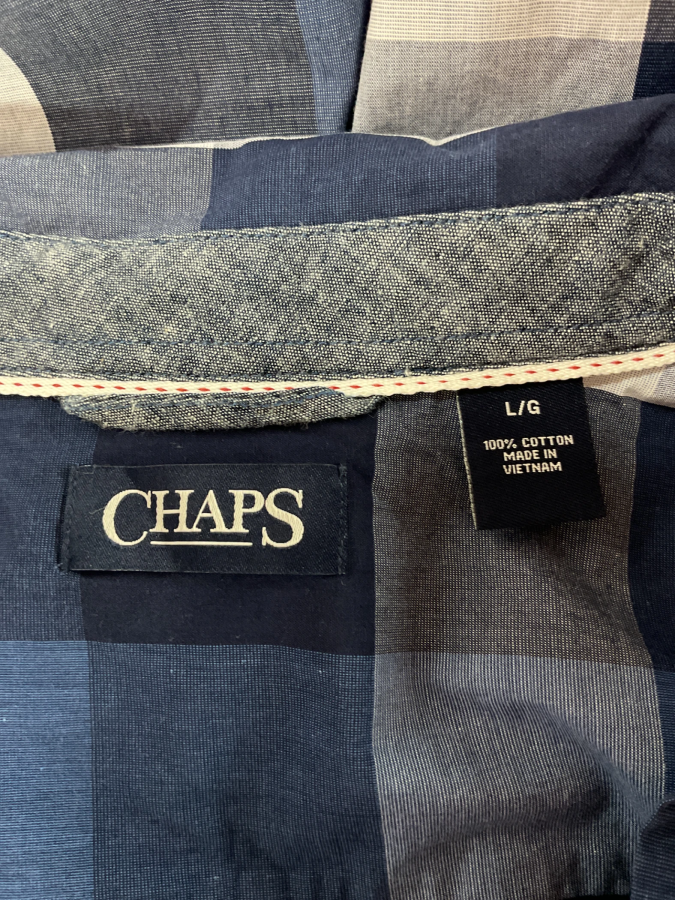 L/G
100% COTTON
MADE IN
VIETNAM
CHAPS